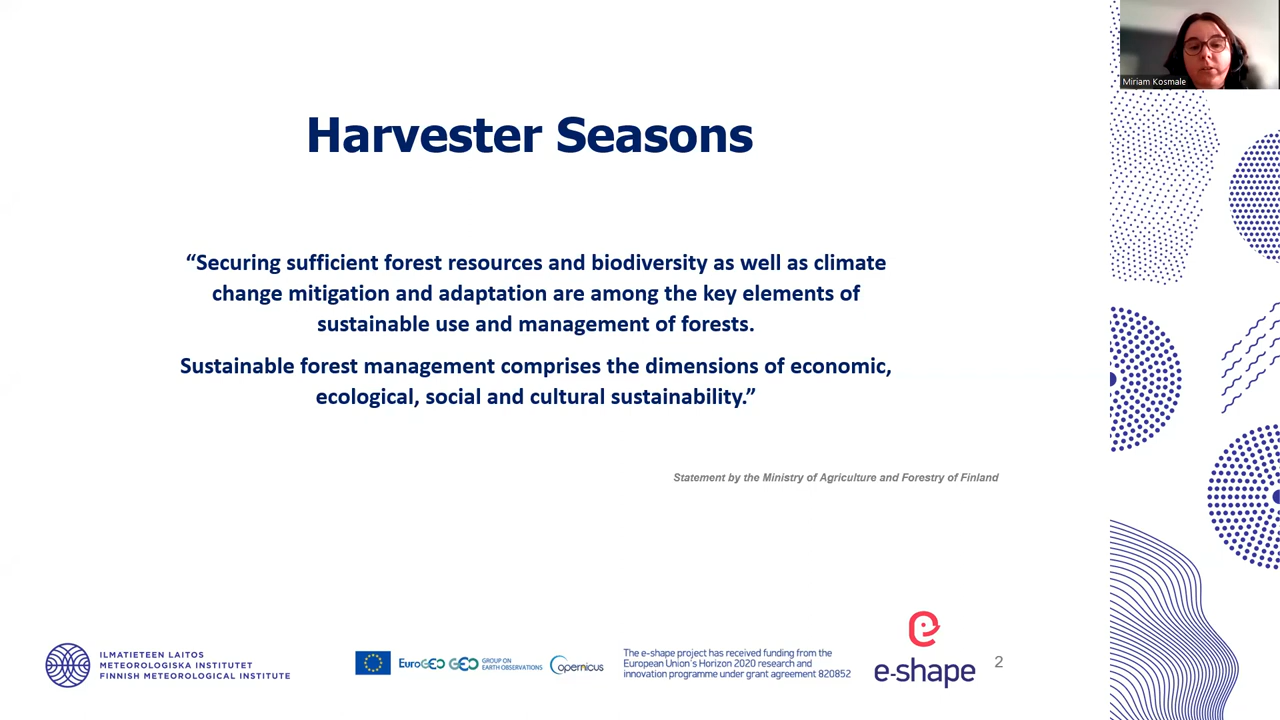 Miriam Kosmale
Harvester Seasons
“Securing sufficient forest resources and biodiversity as well as climate
change mitigation and adaptation are among the key elements of
sustainable use and management of forests.
Sustainable forest management comprises the dimensions of economic,
ecological, social and cultural sustainability.”
Statement by the Ministry of Agriculture and Forestry of Finland
ILMATIETEEN LAITOS
METEOROLOGISKA INSTITUTET
FINNISH METEOROLOGICAL INSTITUTE
EuroGEO
GEO
GROUP ON
EARTH OBSERVATIONS
opernicus
The e-shape project has received funding from the
European Union's Horizon 2020 research and
innovation programme under grant agreement 820852
e-shape
2